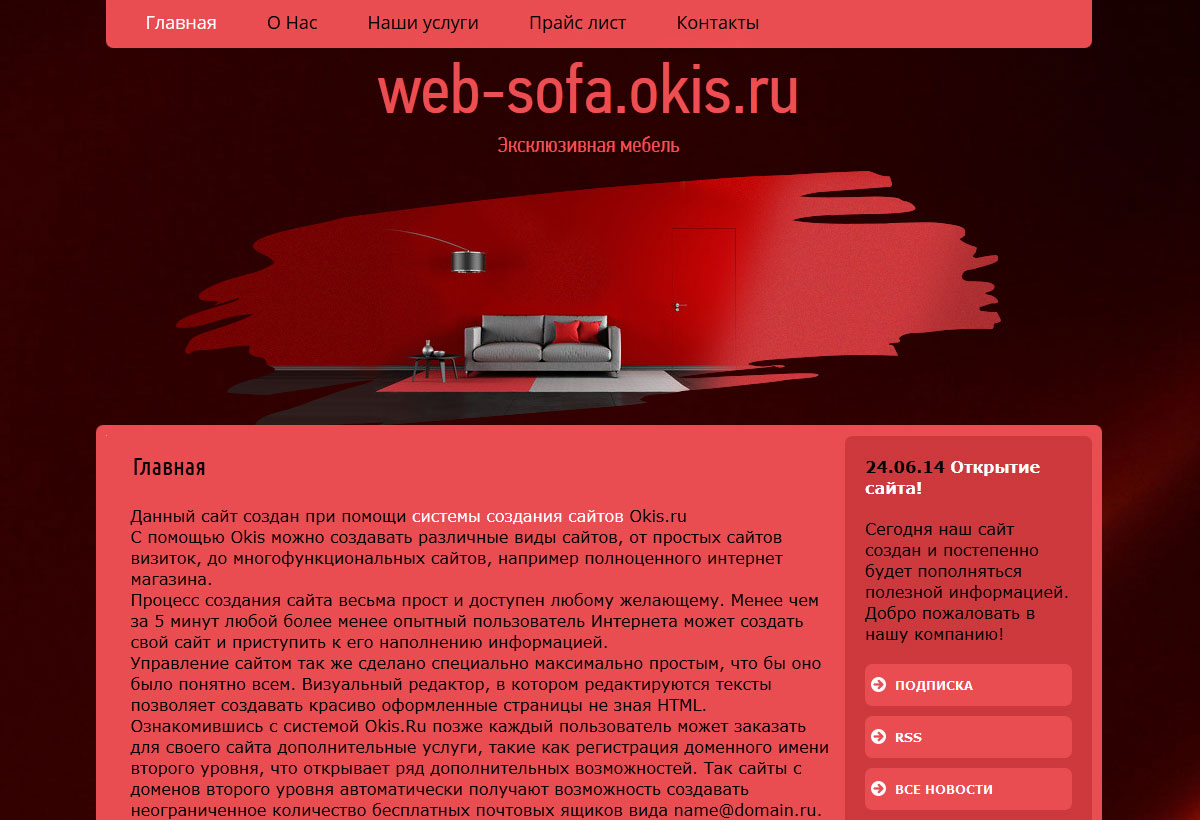 Главная
О Нас
Наши услуги
Прайс лист
Контакты
web-sofa.okis.ru
Эксклюзивная мебель
Главная
Данный сайт создан при помощи системы создания сайтов Okis.ru
С помощью Okis можно создавать различные виды сайтов, от простых сайтов
визиток, до многофункциональных сайтов, например полноценного интернет
магазина.
Процесс создания сайта весьма прост и доступен любому желающему. Менее чем
за 5 минут любой более менее опытный пользователь Интернета может создать
свой сайт и приступить к его наполнению информацией.
Управление сайтом так же сделано специально максимально простым, что бы оно
было понятно всем. Визуальный редактор, в котором редактируются тексты
позволяет создавать красиво оформленные страницы не зная HTML.
Ознакомившись с системой Okis.Ru позже каждый пользователь может заказать
для своего сайта дополнительные услуги, такие как регистрация доменного имени
второго уровня, что открывает ряд дополнительных возможностей. Так сайты с
доменов второго уровня автоматически получают возможность создавать
неограниченное количество бесплатных почтовых ящиков вида name@domain.ru.
24.06.14 Открытие
сайта!
Сегодня наш сайт
создан и постепенно
будет пополняться
полезной информацией.
Добро пожаловать в
нашу компанию!
ПОДПИСКА
RSS
ВСЕ НОВОСТИ